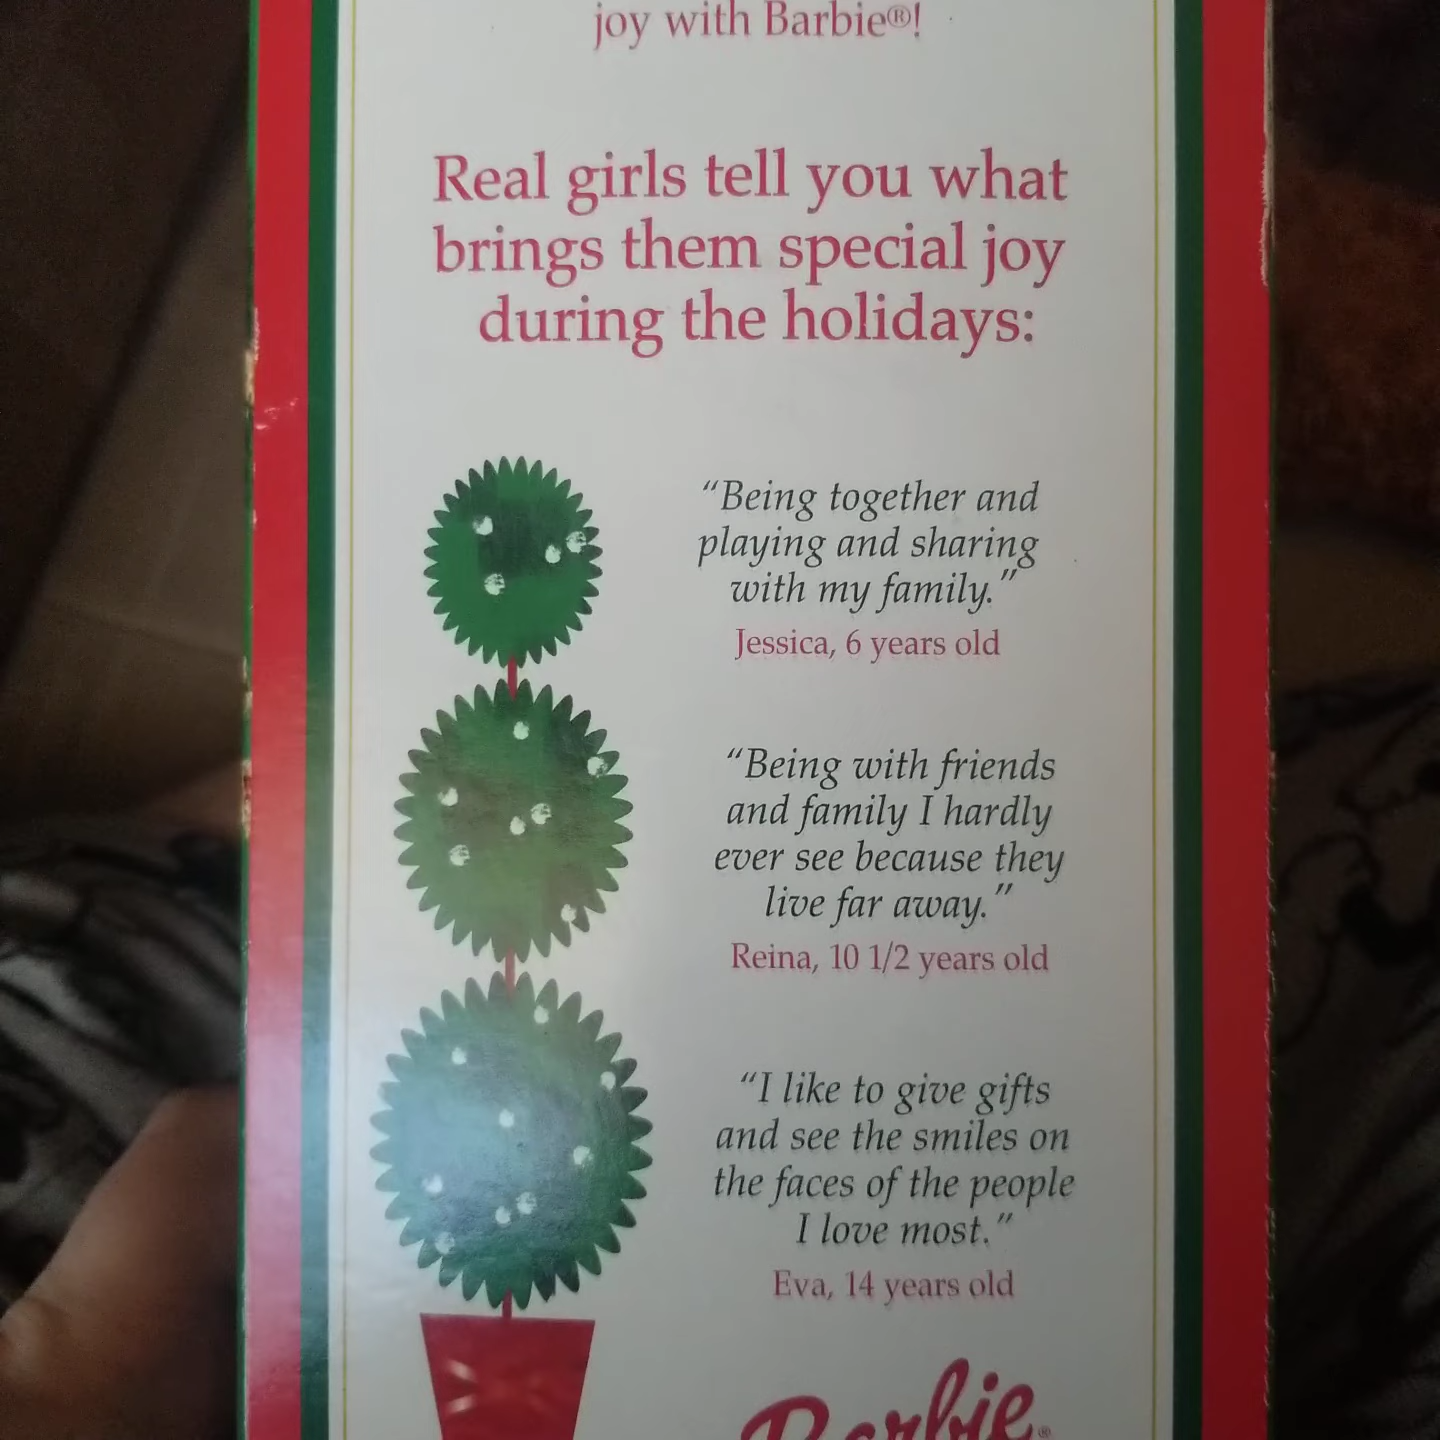 joy with Barbie®!
Real girls tell you what
brings them special joy
during the holidays:
“Being together and
playing and sharing
with my family.”
Jessica, 6 years old
“Being with friends
and family I hardly
ever see because they
live far away.”
Reina, 10 1/2 years old
“I like to give gifts
and see the smiles on
the faces of the people
I love most.”
Eva, 14 years old
Barbie®